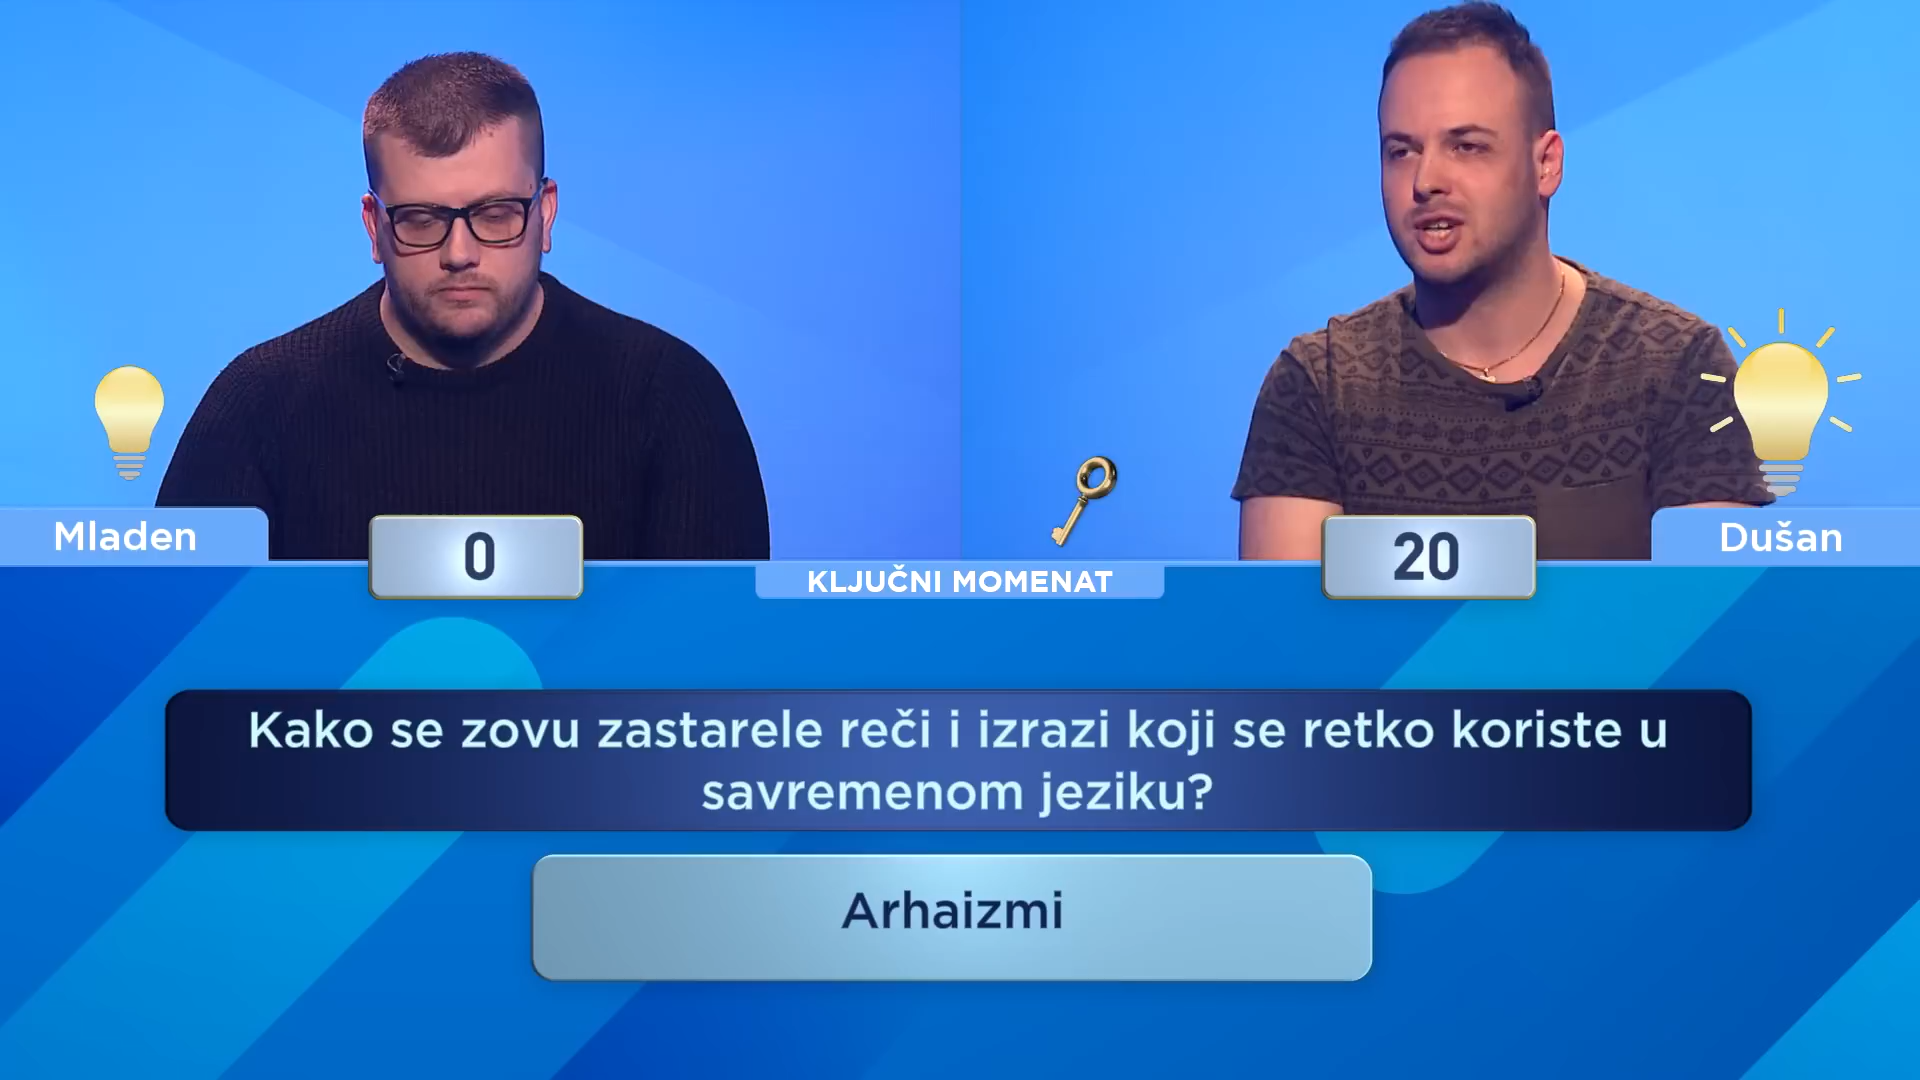 Mladen
0
KLJUČNI MOMENAT
20
Dušan
Kako se zovu zastarele reči i izrazi koji se retko koriste u
savremenom jeziku?
Arhaizmi